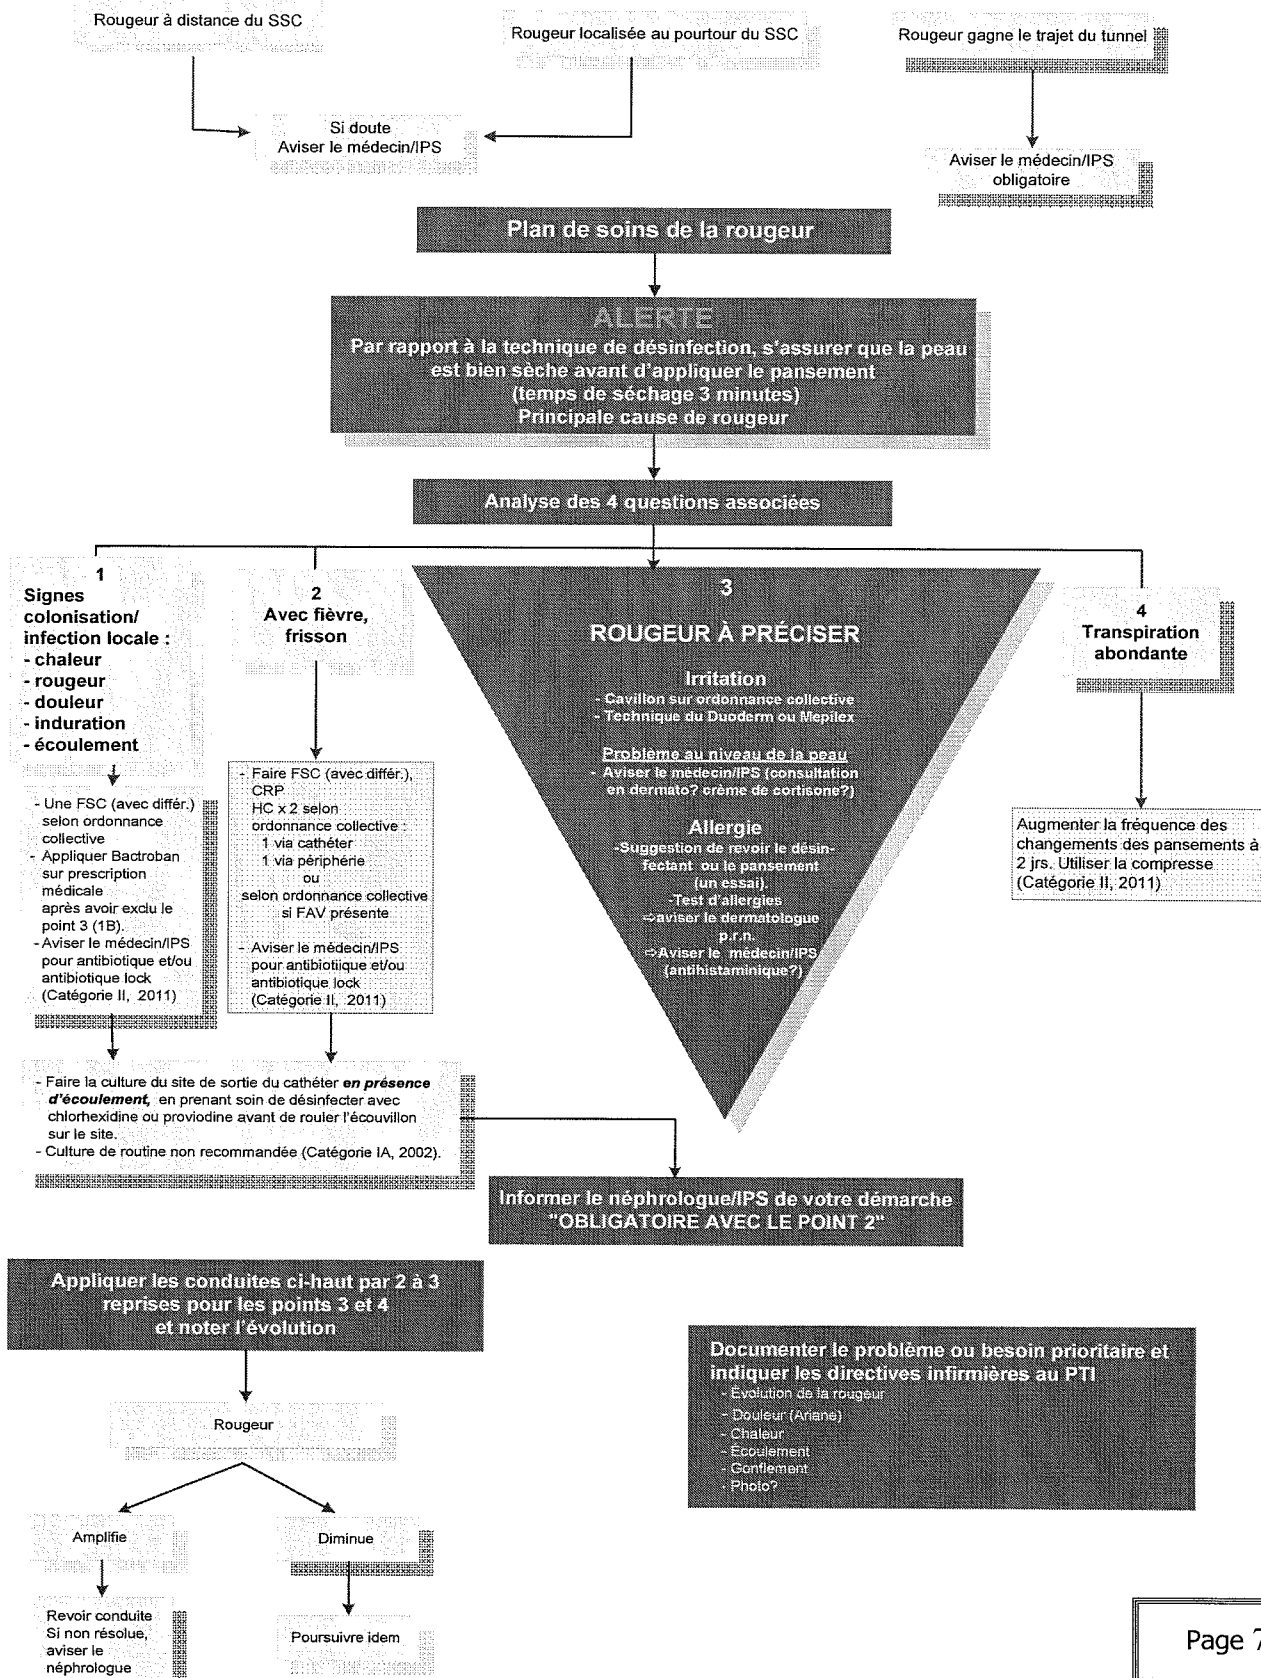 Rougeur à distance du SSC
Rougeur localisée au pourtour du SSC
Rougeur gagne le trajet du tunnel
Si doute
Aviser le médecin/IPS
Aviser le médecin/IPS
obligatoire
Plan de soins de la rougeur
ALERTE
Par rapport à la technique de désinfection, s'assurer que la peau
est bien sèche avant d'appliquer le pansement
(temps de séchage 3 minutes)
Principale cause de rougeur
Analyse des 4 questions associées
1
Signes
colonisation/
infection locale :
- chaleur
- rougeur
- douleur
- induration
- écoulement
- Une FSC (avec différ.)
selon ordonnance
collective
- Appliquer Bactroban
sur prescription
médicale
après avoir exclu le
point 3 (1B).
- Aviser le médecin/IPS
pour antibiotique et/ou
antibiotique lock
(Catégorie II, 2011)
2
Avec fièvre,
frisson
- Faire FSC (avec différ.),
CRP
HC x 2 selon
ordonnance collective :
1 via cathéter
1 via périphérie
ou
selon ordonnance collective
si FAV présente
- Aviser le médecin/IPS
pour antibiotiique et/ou
antibiotique lock
(Catégorie II, 2011)
3
ROUGEUR À PRÉCISER
Irritation
- Cavillon sur ordonnance collective
- Technique du Duoderm ou Mepilex
Problème au niveau de la peau
- Aviser le médecin/IPS (consultation
en dermato? crème de cortisone?)
Allergie
-Suggestion de revoir le désin-
fectant ou le pansement
(un essai).
-Test d'allergies
⇨aviser le dermatologue
p.r.n.
⇨Aviser le médecin/IPS
(antihistaminique?)
4
Transpiration
abondante
Augmenter la fréquence des
changements des pansements à
2 jrs. Utiliser la compresse
(Catégorie II, 2011)
- Faire la culture du site de sortie du cathéter en présence
d'écoulement, en prenant soin de désinfecter avec
chlorhexidine ou proviodine avant de rouler l'écouvillon
sur le site.
- Culture de routine non recommandée (Catégorie IA, 2002).
Informer le néphrologue/IPS de votre démarche
"OBLIGATOIRE AVEC LE POINT 2"
Appliquer les conduites ci-haut par 2 à 3
reprises pour les points 3 et 4
et noter l'évolution
Documenter le problème ou besoin prioritaire et
indiquer les directives infirmières au PTI
- Évolution de la rougeur
- Douleur (Ariane)
- Chaleur
- Écoulement
- Gonflement
- Photo?
Rougeur
Amplifie
Diminue
Revoir conduite
Si non résolue,
aviser le
néphrologue
Poursuivre idem
Page 7